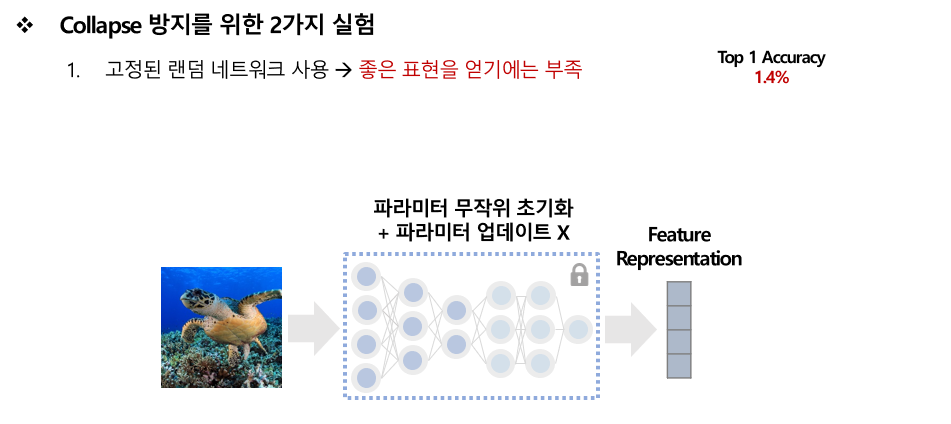 ❖ Collapse 방지를 위한 2가지 실험
1. 고정된 랜덤 네트워크 사용 → 좋은 표현을 얻기에는 부족
Top 1 Accuracy
1.4%
파라미터 무작위 초기화
+ 파라미터 업데이트 X
Feature
Representation